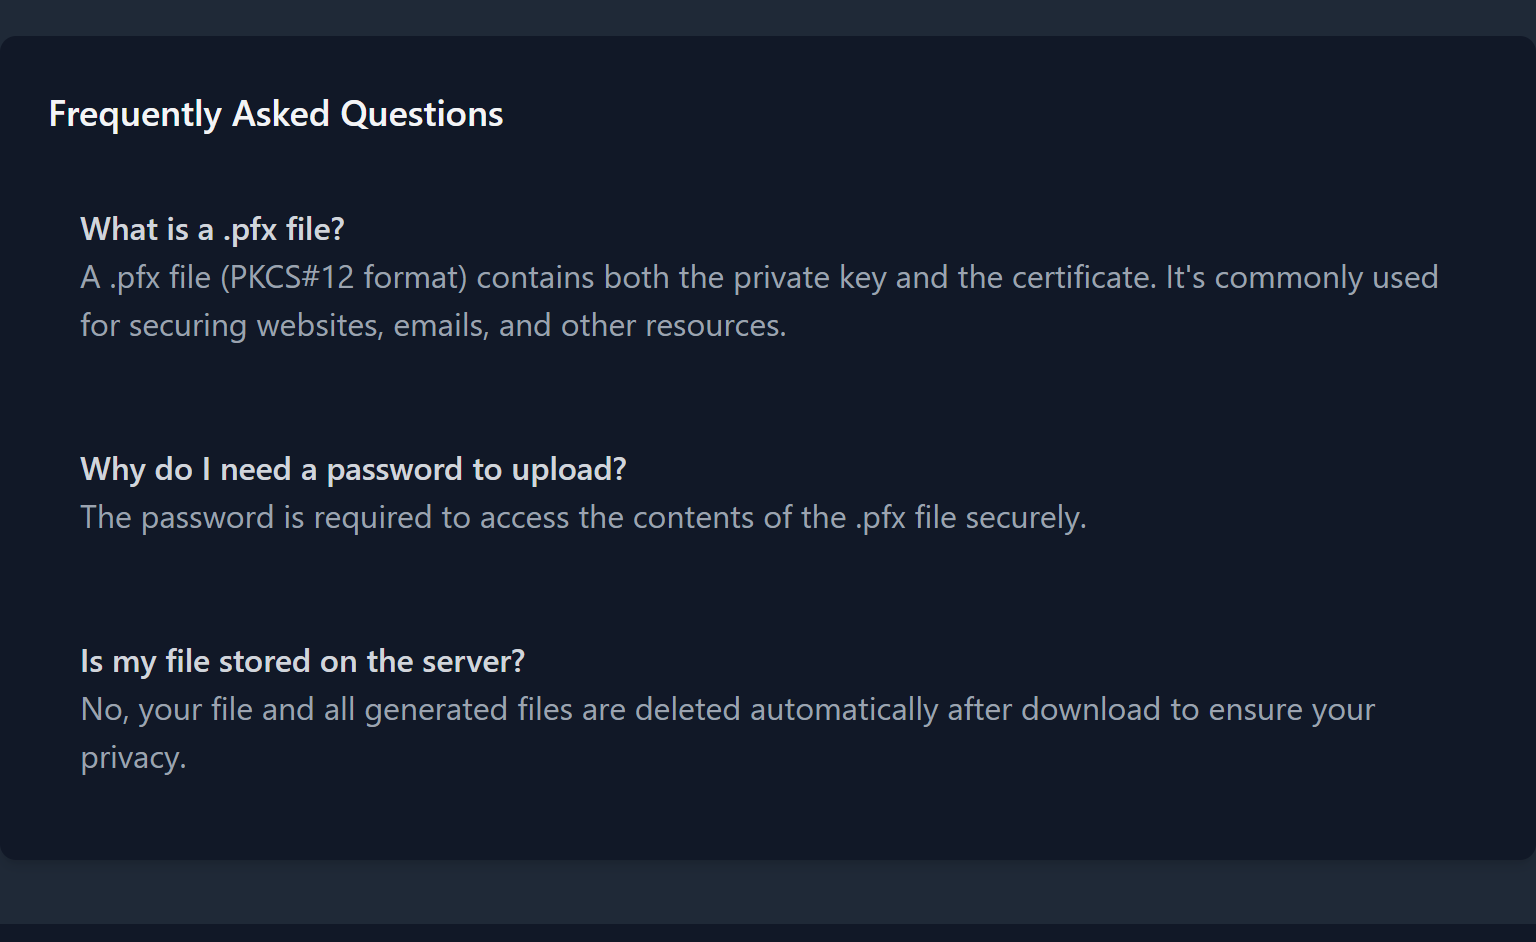 Frequently Asked Questions
What is a .pfx file?
A .pfx file (PKCS#12 format) contains both the private key and the certificate. It's commonly used
for securing websites, emails, and other resources.
Why do I need a password to upload?
The password is required to access the contents of the .pfx file securely.
Is my file stored on the server?
No, your file and all generated files are deleted automatically after download to ensure your
privacy.